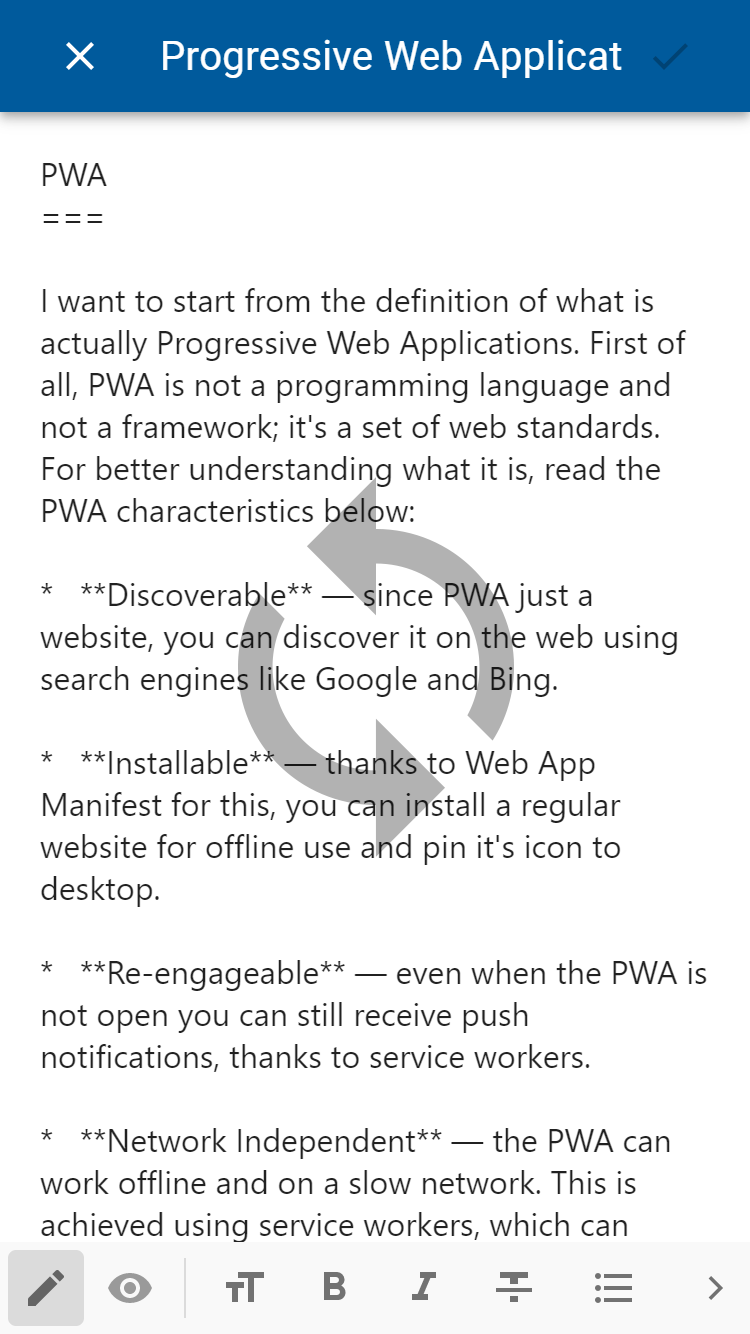 Progressive Web Applicat
PWA
===
I want to start from the definition of what is
actually Progressive Web Applications. First of
all, PWA is not a programming language and
not a framework; it's a set of web standards.
For better understanding what it is, read the
PWA characteristics below:
*   **Discoverable** — since PWA just a
website, you can discover it on the web using
search engines like Google and Bing.
*   **Installable** — thanks to Web App
Manifest for this, you can install a regular
website for offline use and pin it's icon to
desktop.
*   **Re-engageable** — even when the PWA is
not open you can still receive push
notifications, thanks to service workers.
*   **Network Independent** — the PWA can
work offline and on a slow network. This is
achieved using service workers, which can